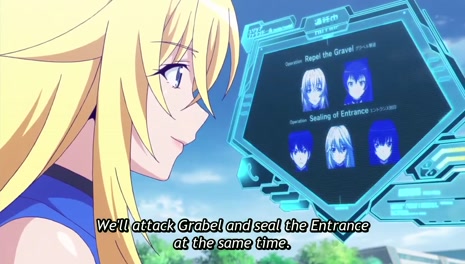 Operation Repel the Gravel
Operation Sealing of Entrance
We'll attack Grabel and seal the Entrance
at the same time.